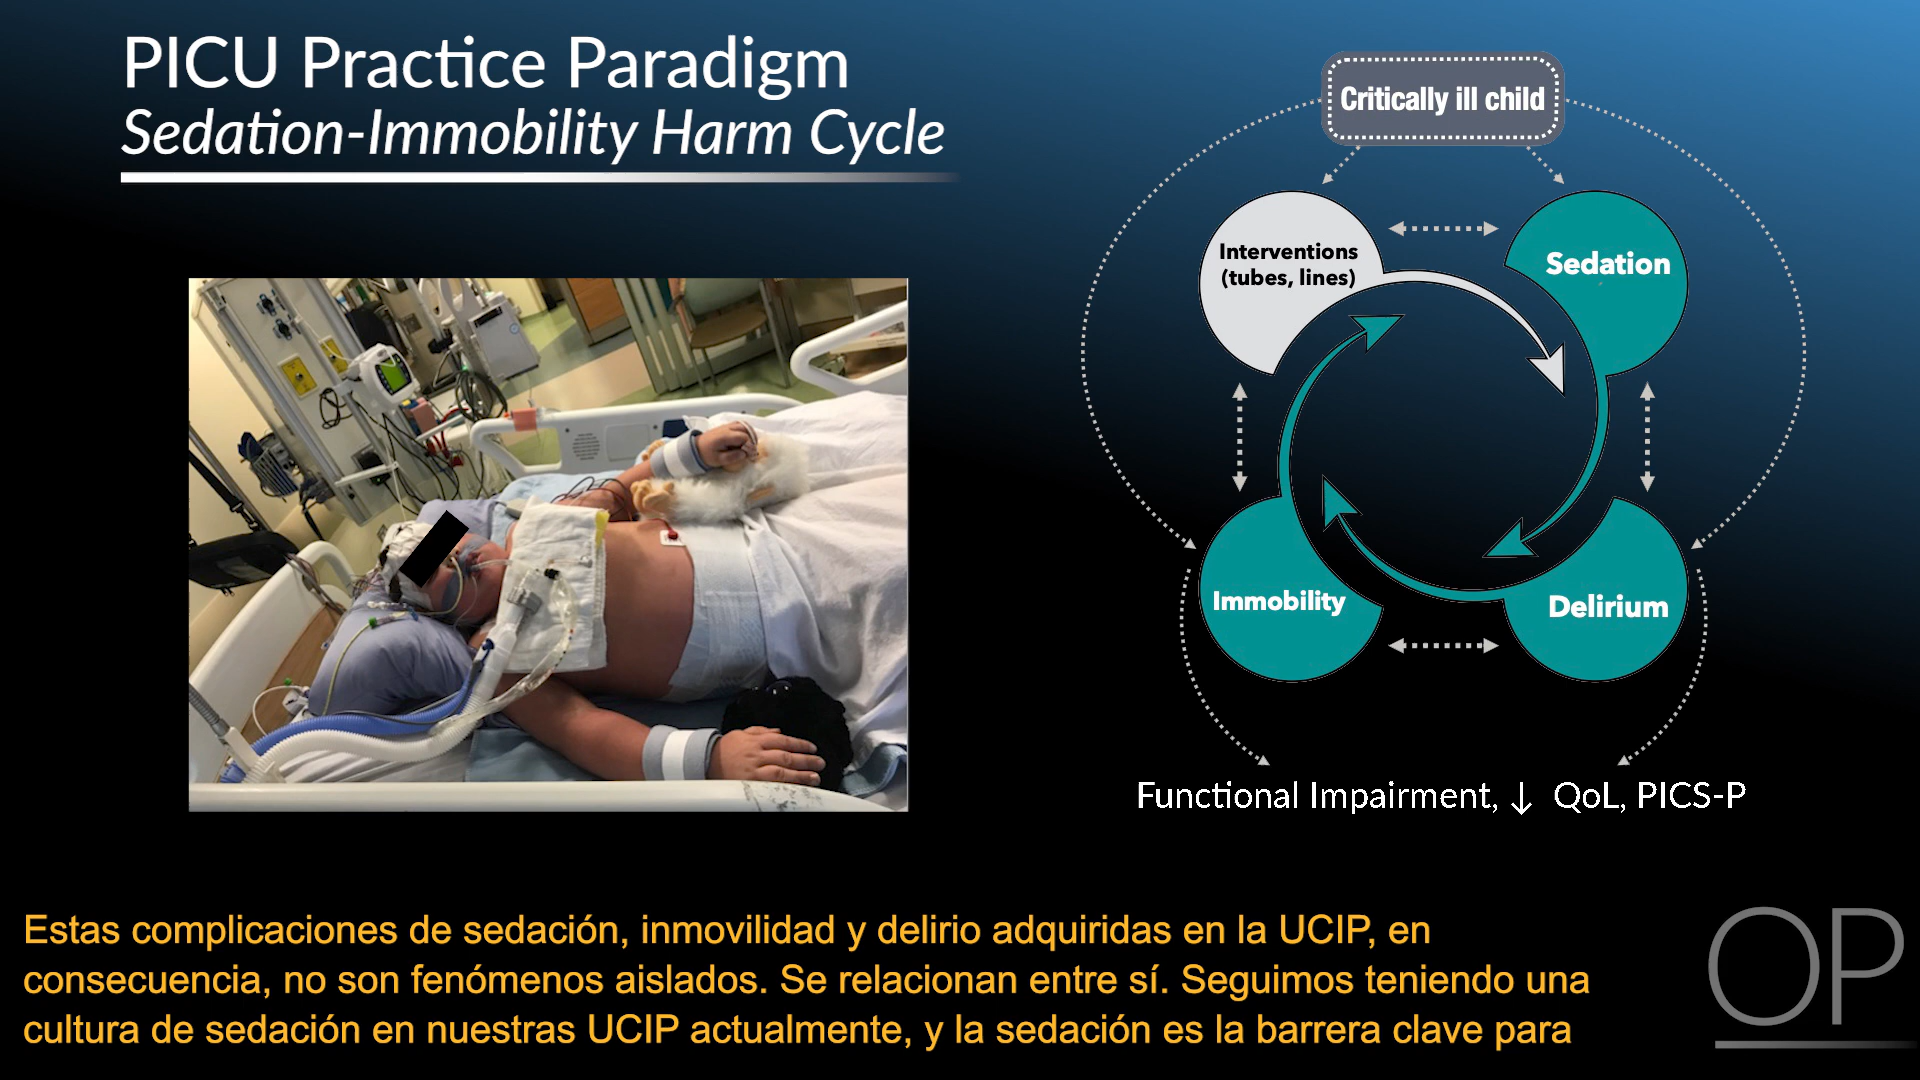 PICU Practice Paradigm
Sedation-Immobility Harm Cycle
Critically ill child
Interventions
(tubes, lines)
Sedation
Immobility
Delirium
Functional Impairment, ↓ QoL, PICS-P
Estas complicaciones de sedación, inmovilidad y delirio adquiridas en la UCIP, en
consecuencia, no son fenómenos aislados. Se relacionan entre sí. Seguimos teniendo una
cultura de sedación en nuestras UCIP actualmente, y la sedación es la barrera clave para
OP